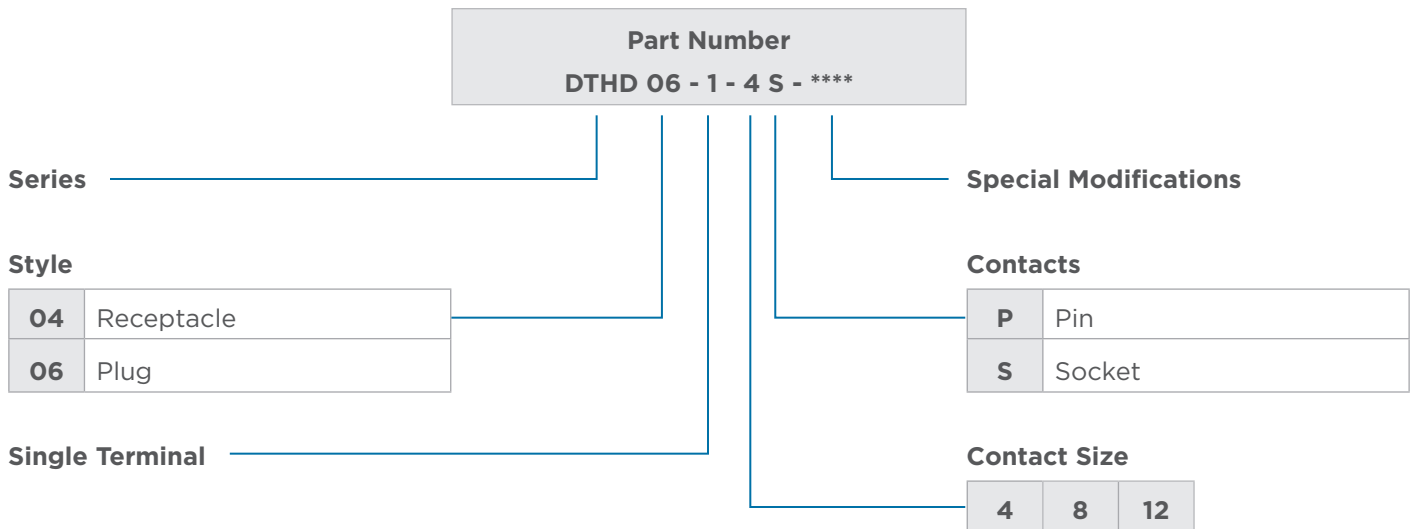 Part Number
DTHD 06 - 1 - 4 S - ****
Series
Special Modifications
Style
04 Receptacle
06 Plug
Contacts
P Pin
S Socket
Single Terminal
Contact Size
4 8 12